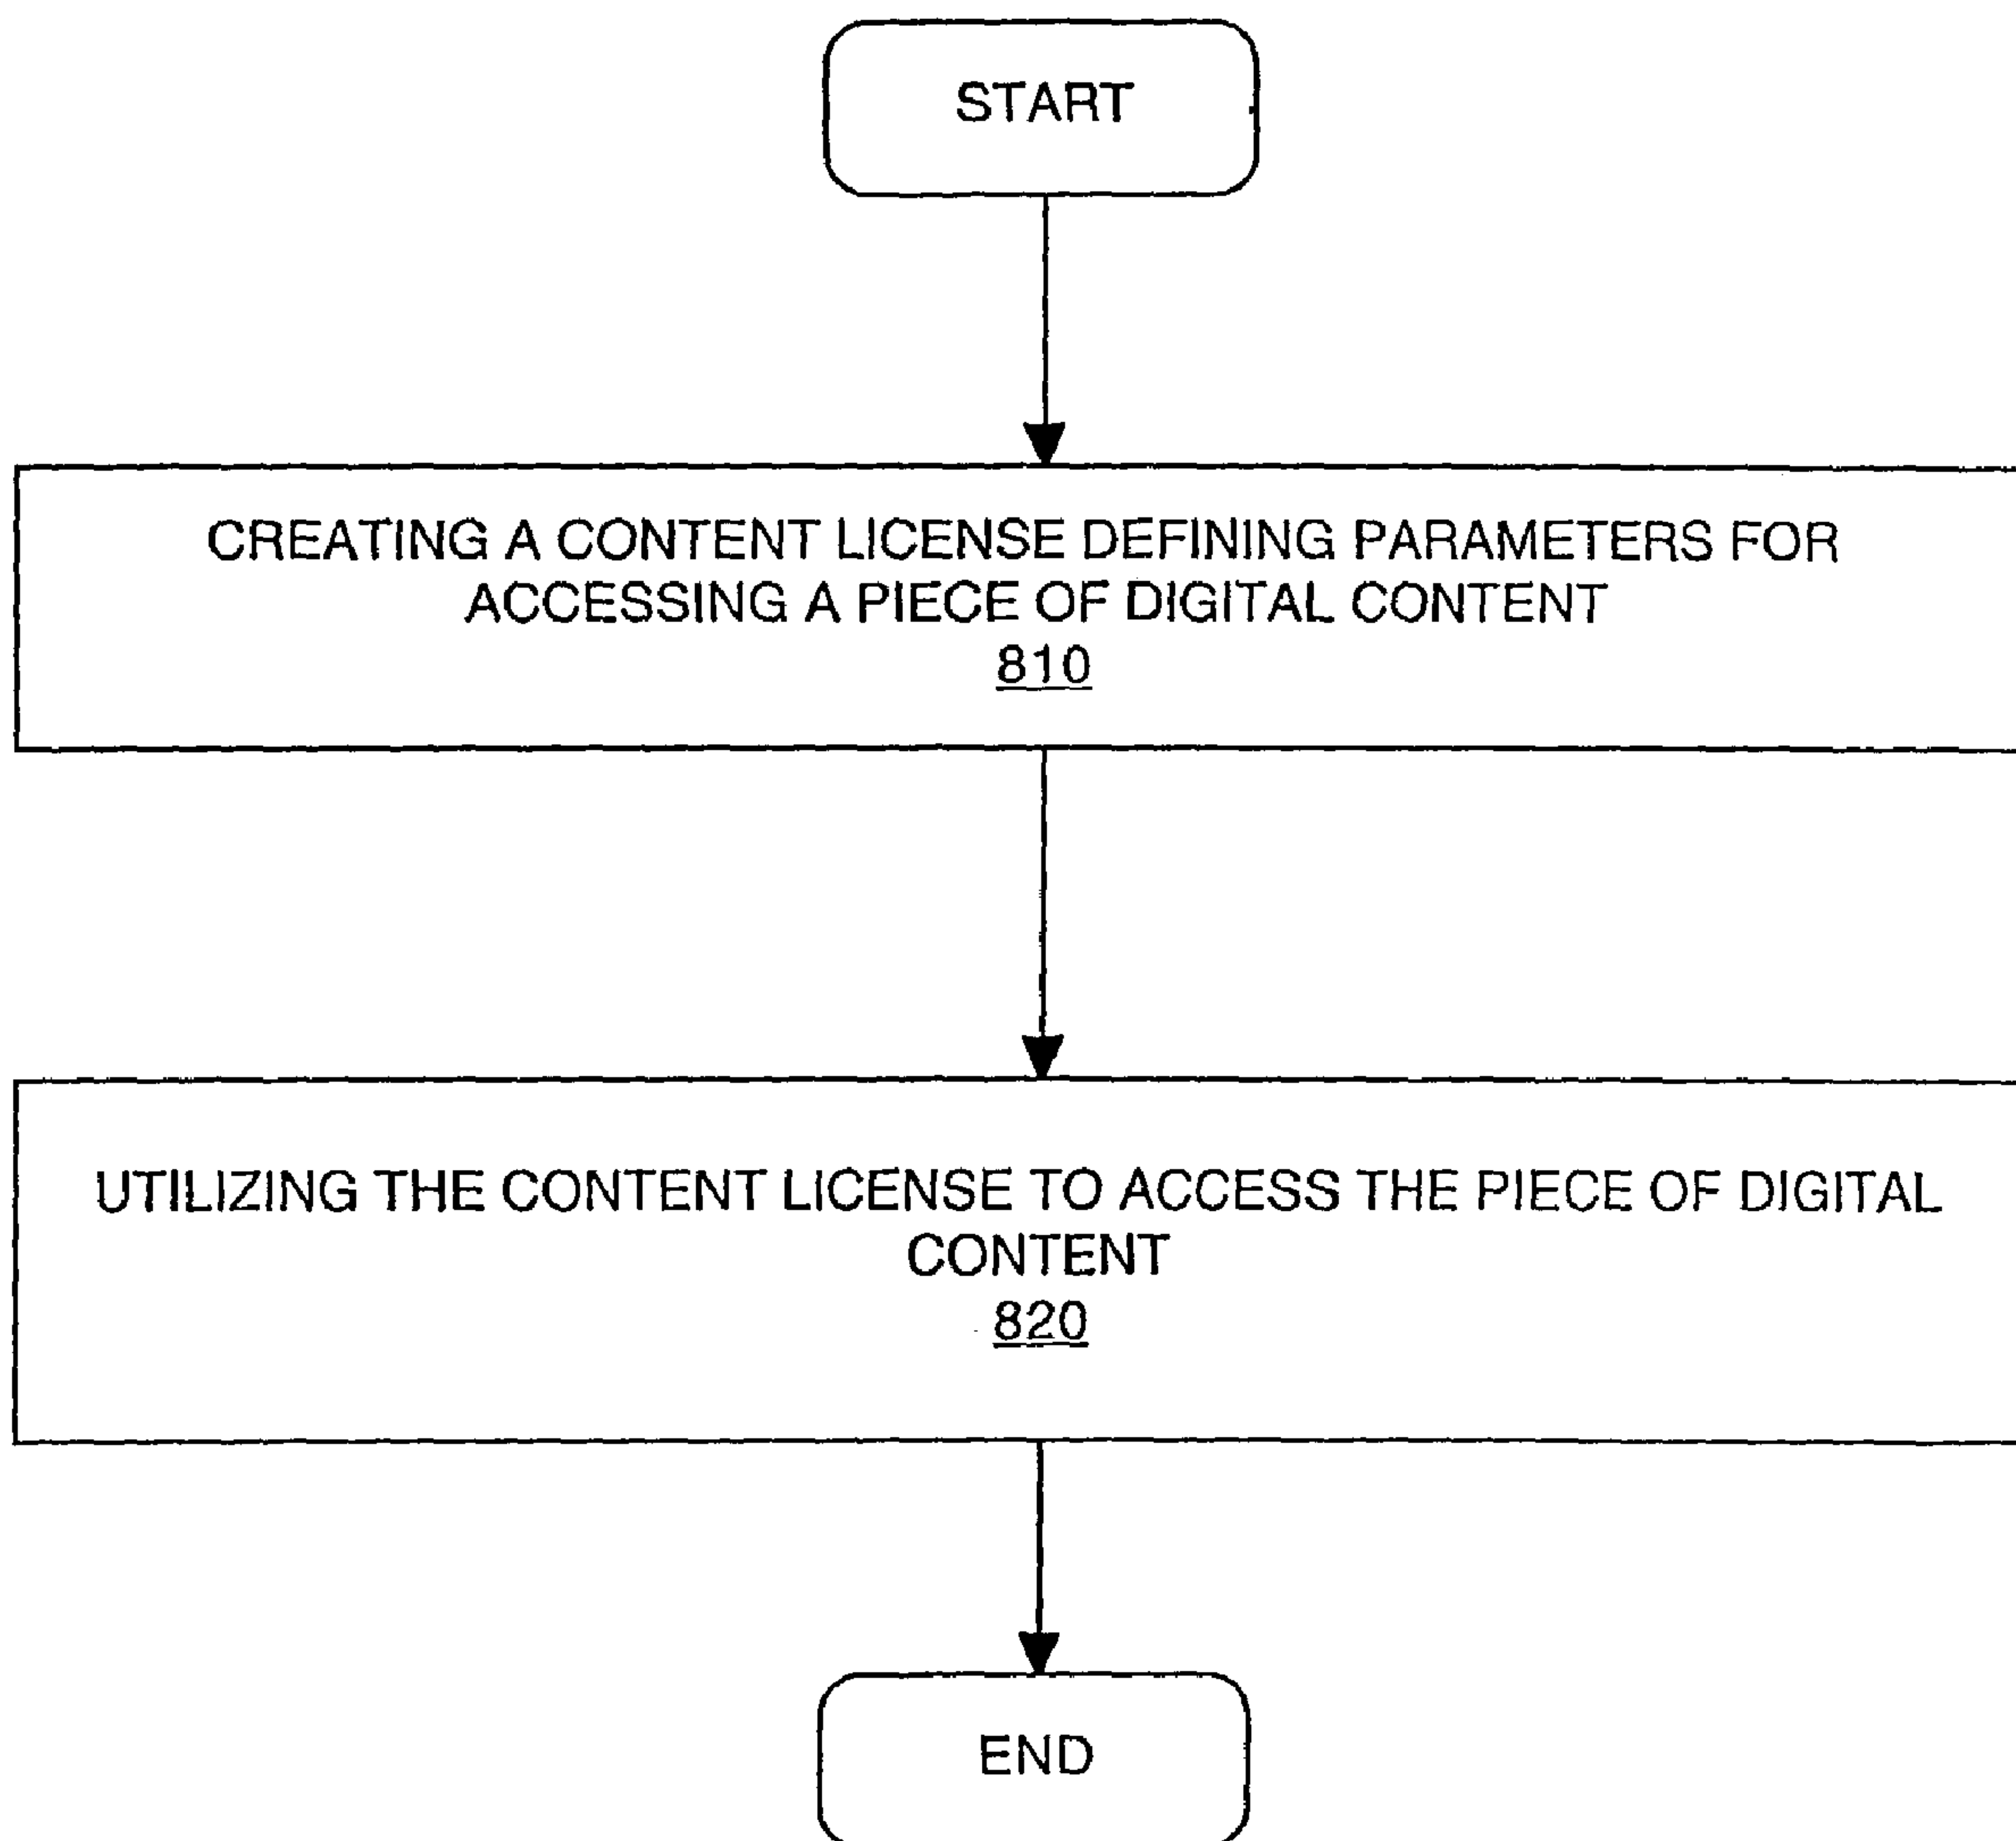 START
CREATING A CONTENT LICENSE DEFINING PARAMETERS FOR
ACCESSING A PIECE OF DIGITAL CONTENT
810
UTILIZING THE CONTENT LICENSE TO ACCESS THE PIECE OF DIGITAL
CONTENT
820
END